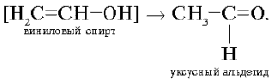 [H₂C=CH−OH] → CH₃−C=O.
виниловый спирт
H
уксусный альдегид